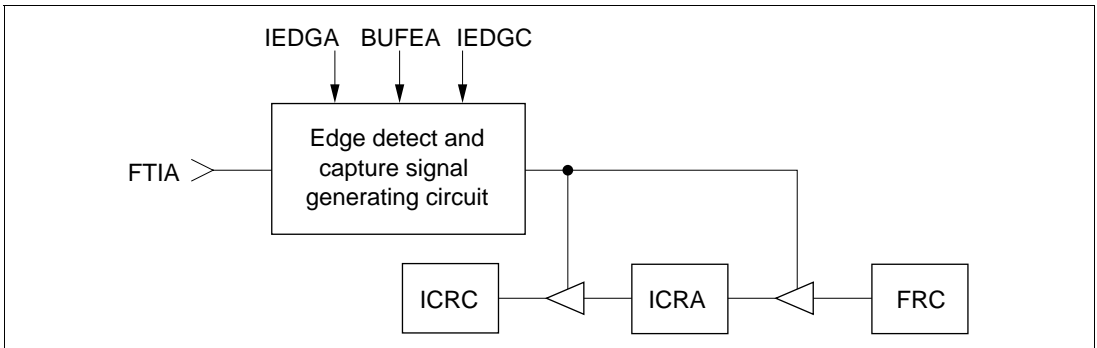 IEDGA BUFEA IEDGC
Edge detect and
capture signal
generating circuit
FTIA
ICRC
ICRA
FRC